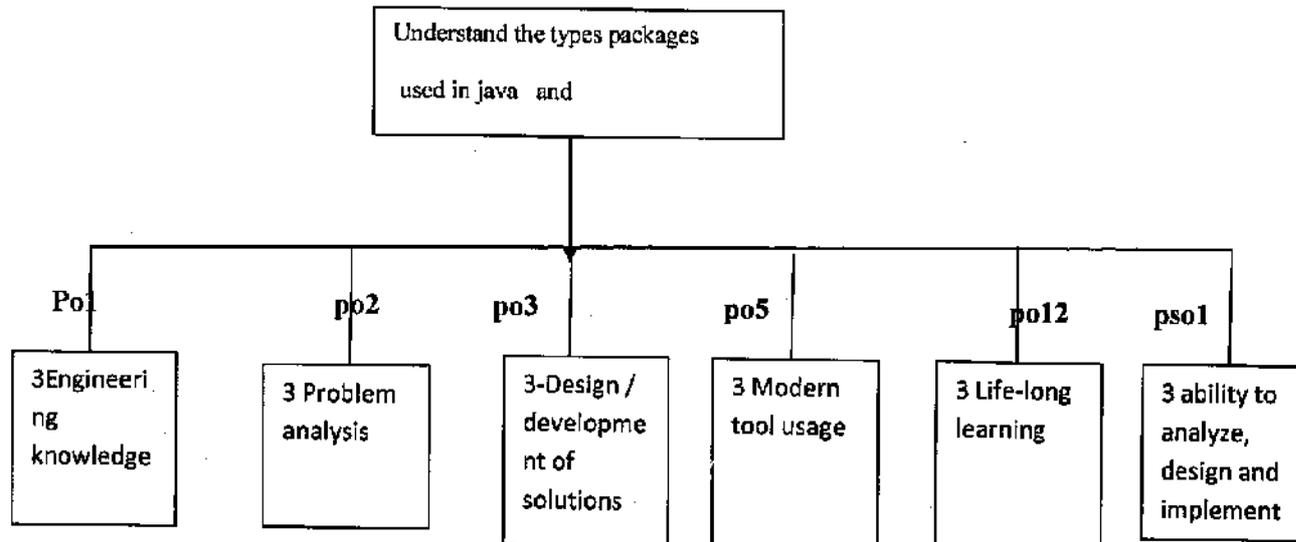 Understand the types packages
used in java and
Po1
po2
po3
po5
po12
pso1
3Engineeri
ng
knowledge
3 Problem
analysis
3-Design /
developme
nt of
solutions
3 Modern
tool usage
3 Life-long
learning
3 ability to
analyze,
design and
implement